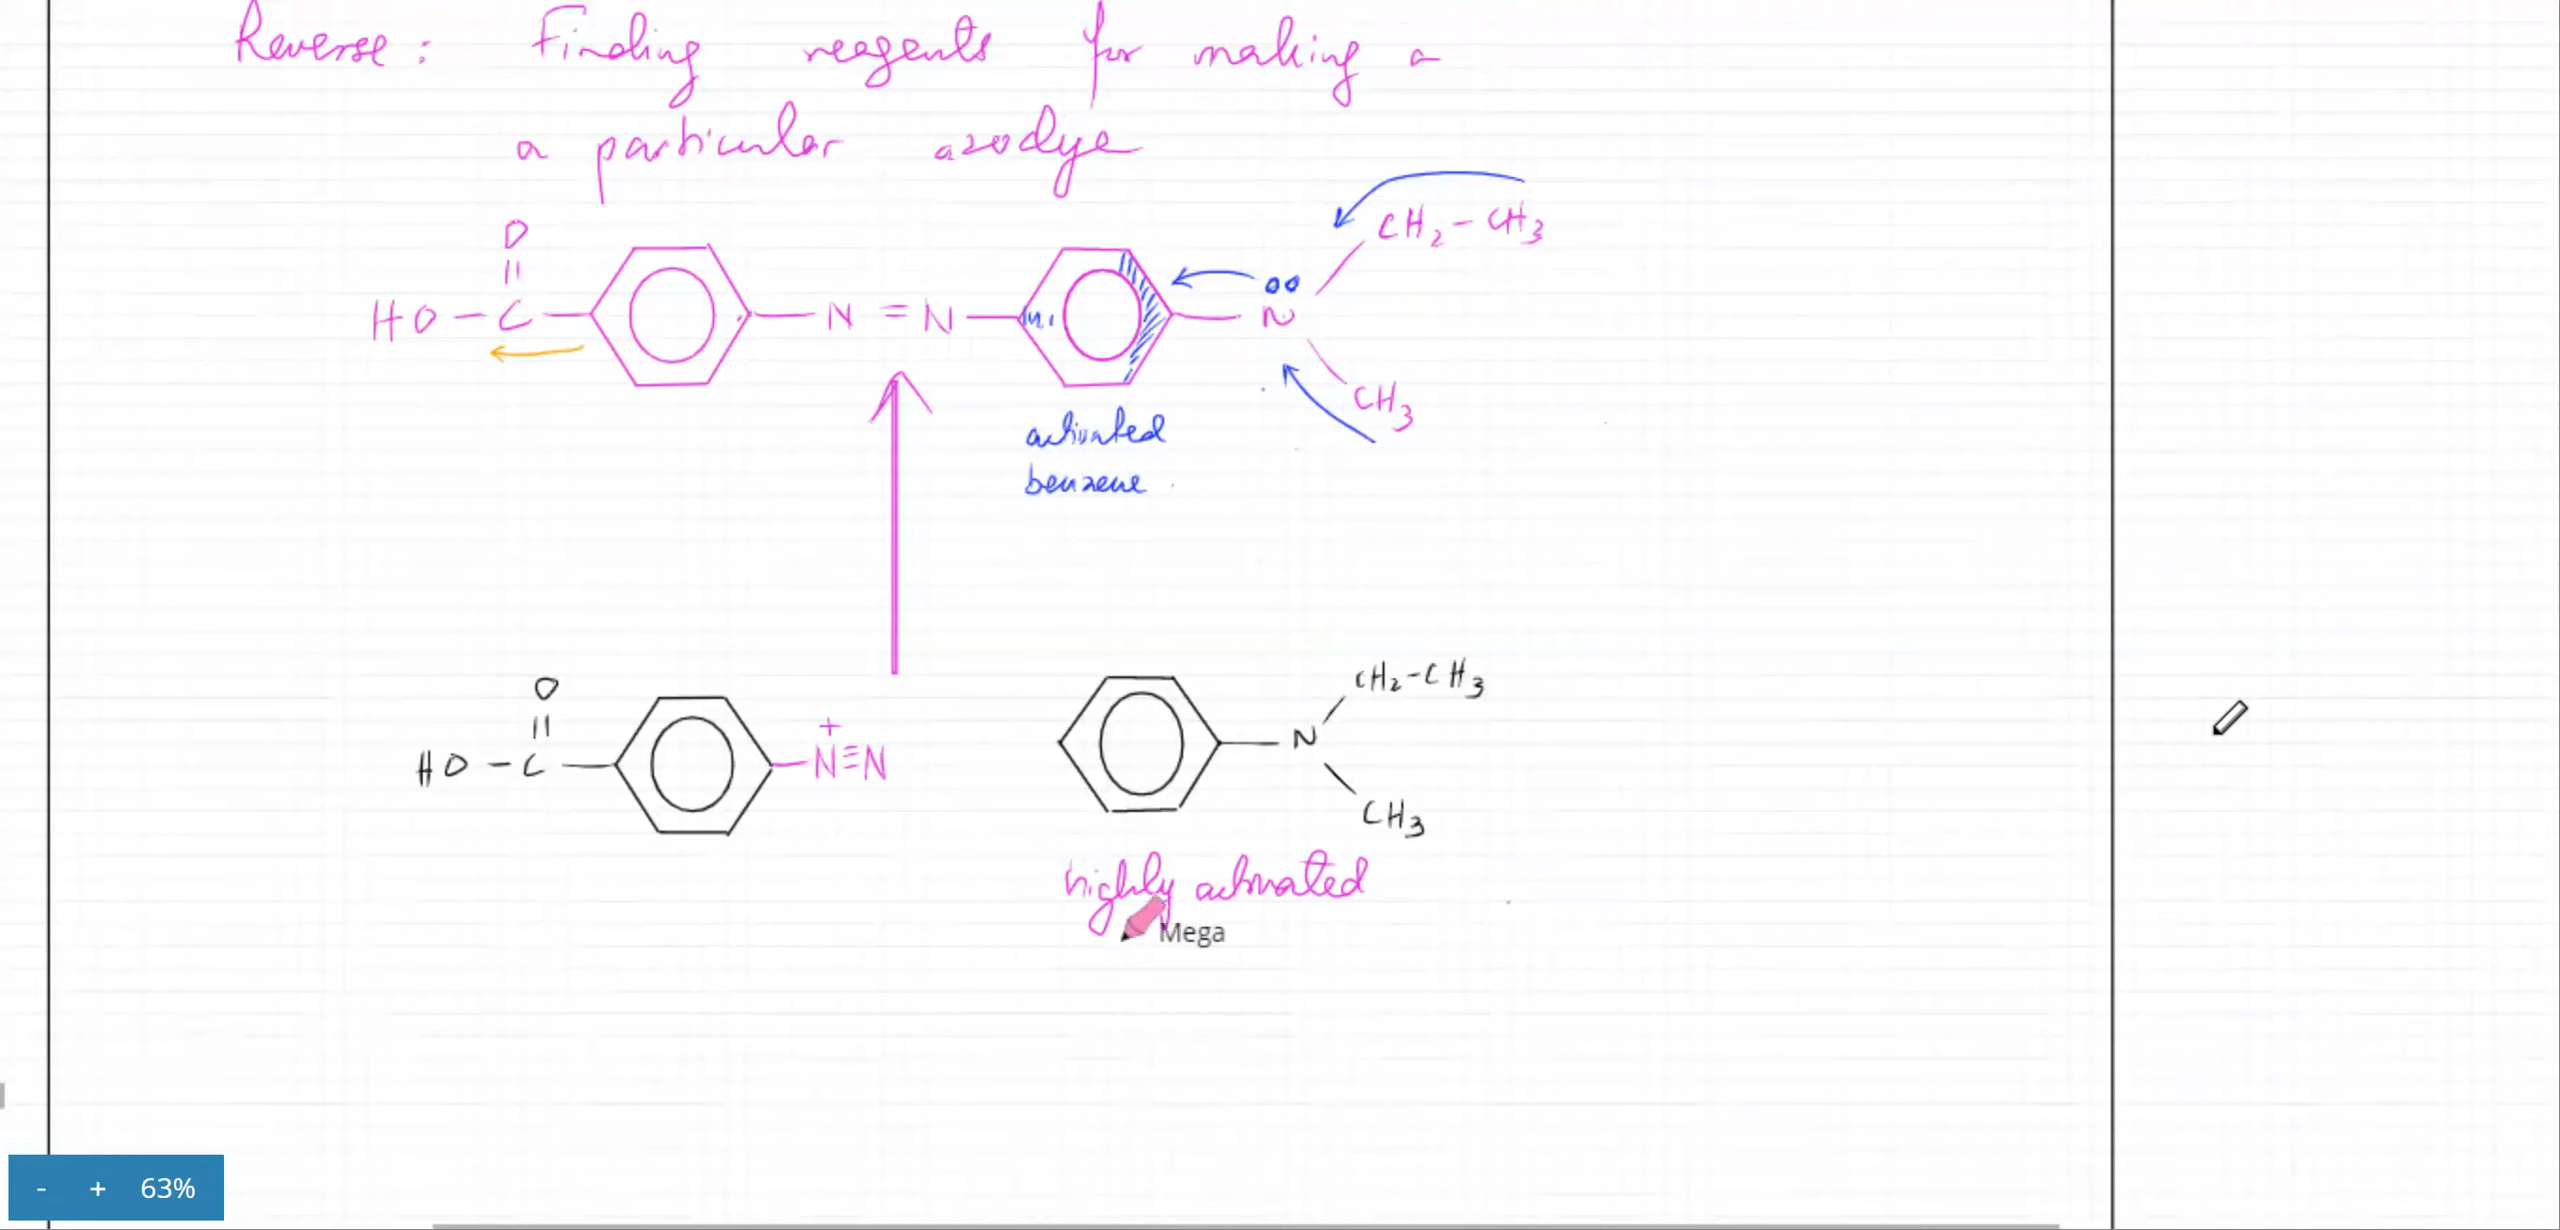 Reverse: Finding reagents for making a
a particular azodye
O
||
HO - C - N = N - N
CH2 - CH3
CH3
activated
benzene
O
||
HO - C - N≡N
+
CH2-CH3
N
CH3
highly activated
Mega
- + 63%